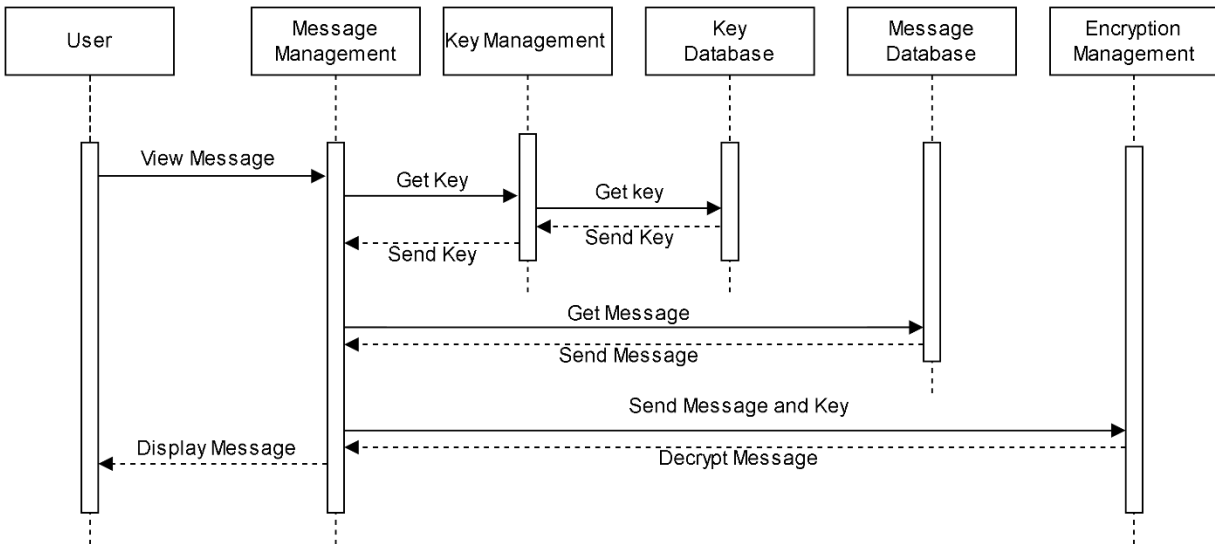 User
Message
Management
Key Management
Key
Database
Message
Database
Encryption
Management
View Message
Get Key
Get key
Send Key
Send Key
Get Message
Send Message
Send Message and Key
Display Message
Decrypt Message